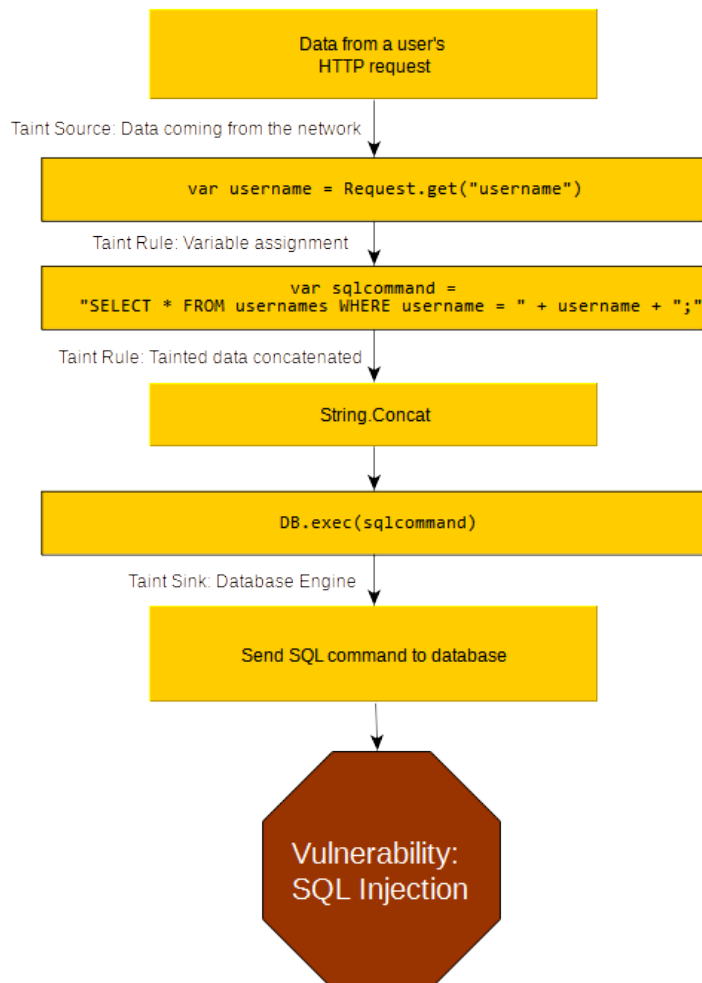 Data from a user's
HTTP request
Taint Source: Data coming from the network
var username = Request.get("username")
Taint Rule: Variable assignment
var sqlcommand =
"SELECT * FROM usernames WHERE username = " + username + ";"
Taint Rule: Tainted data concatenated
String.Concat
DB.exec(sqlcommand)
Taint Sink: Database Engine
Send SQL command to database
Vulnerability:
SQL Injection